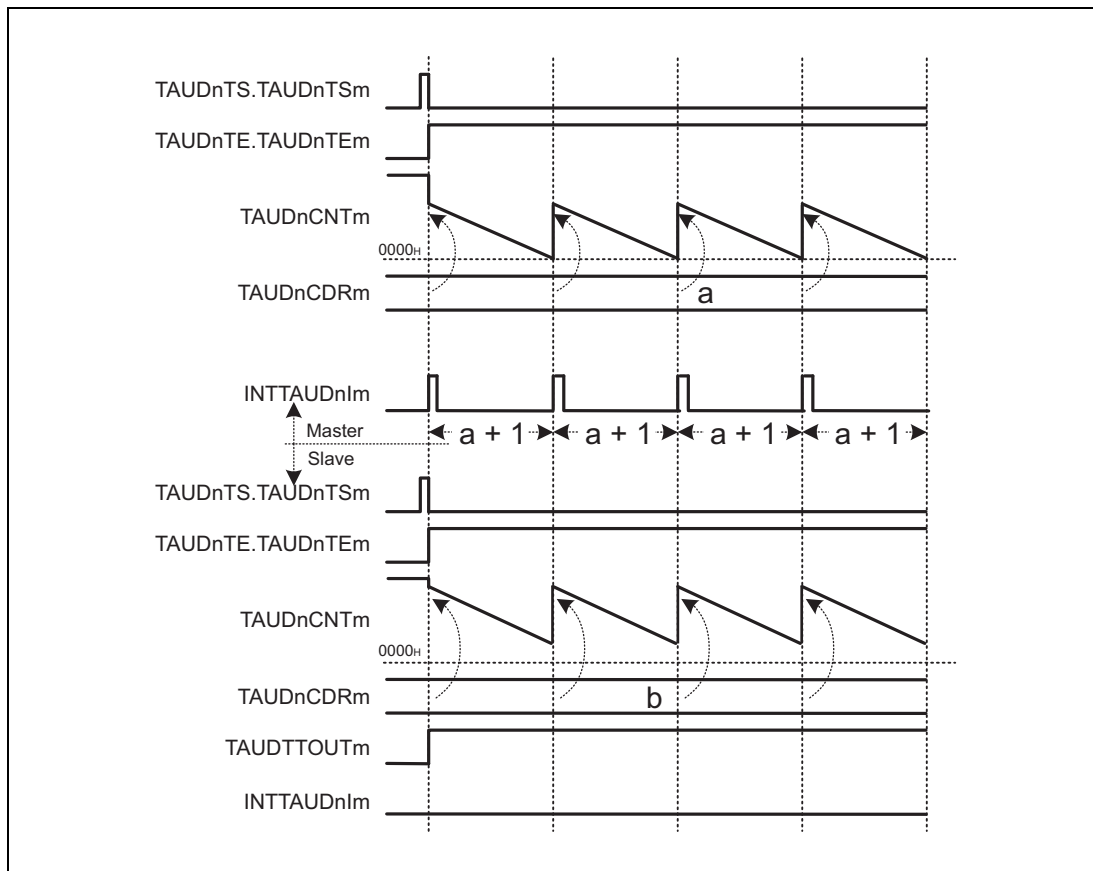 TAUDnTS.TAUDnTSm
TAUDnTE.TAUDnTEm
TAUDnCNTm
0000H
TAUDnCDRm
a
INTTAUDnIm
Master
a + 1 a + 1 a + 1 a + 1
Slave
TAUDnTS.TAUDnTSm
TAUDnTE.TAUDnTEm
TAUDnCNTm
0000H
TAUDnCDRm
b
TAUDTTOUTm
INTTAUDnIm